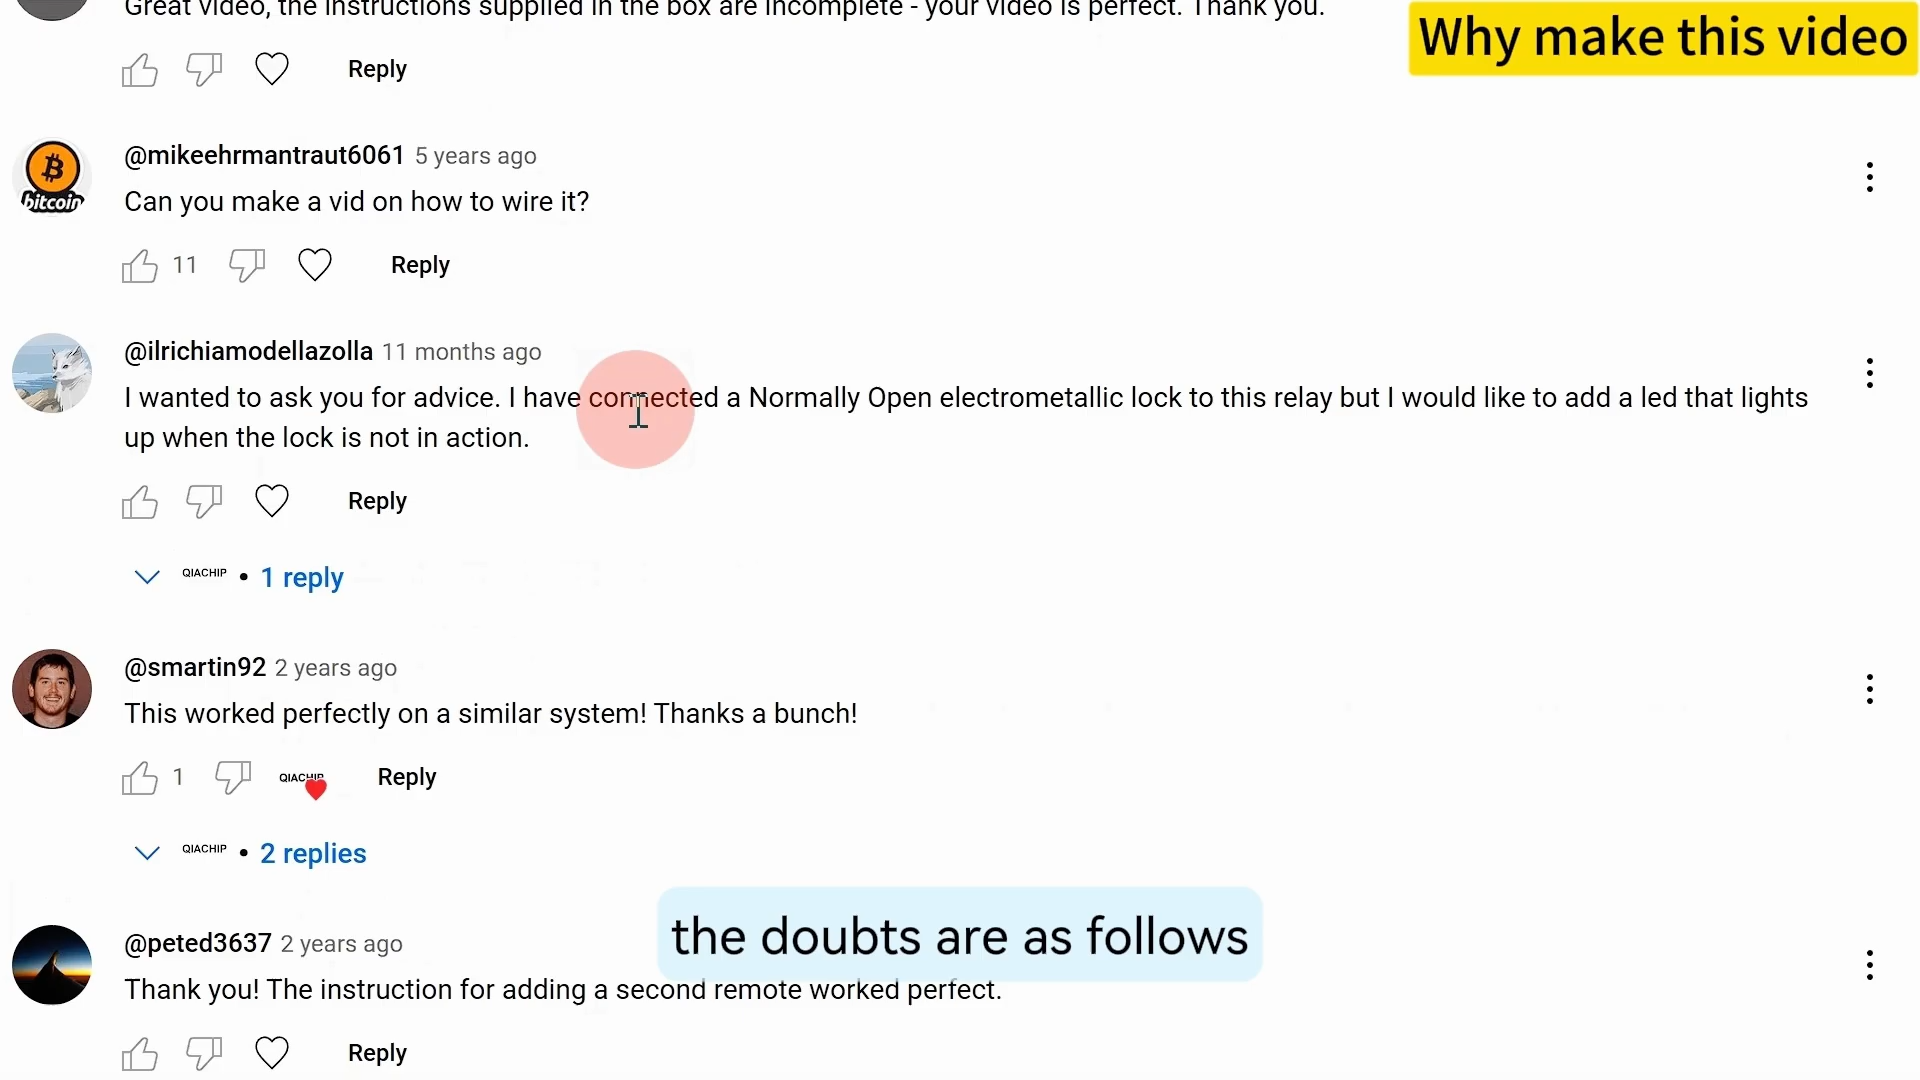 Great video, the instructions supplied in the box are incomplete - your video is perfect. Thank you.
Why make this video
Reply
@mikeehrmantraut6061 5 years ago
bitcoin
Can you make a vid on how to wire it?
11 Reply
@ilrichiamodellazolla 11 months ago
I wanted to ask you for advice. I have connected a Normally Open electrometallic lock to this relay but I would like to add a led that lights
up when the lock is not in action.
Reply
QIACHIP • 1 reply
@smartin92 2 years ago
This worked perfectly on a similar system! Thanks a bunch!
1 QIACHIP Reply
QIACHIP • 2 replies
the doubts are as follows
@peted3637 2 years ago
Thank you! The instruction for adding a second remote worked perfect.
Reply